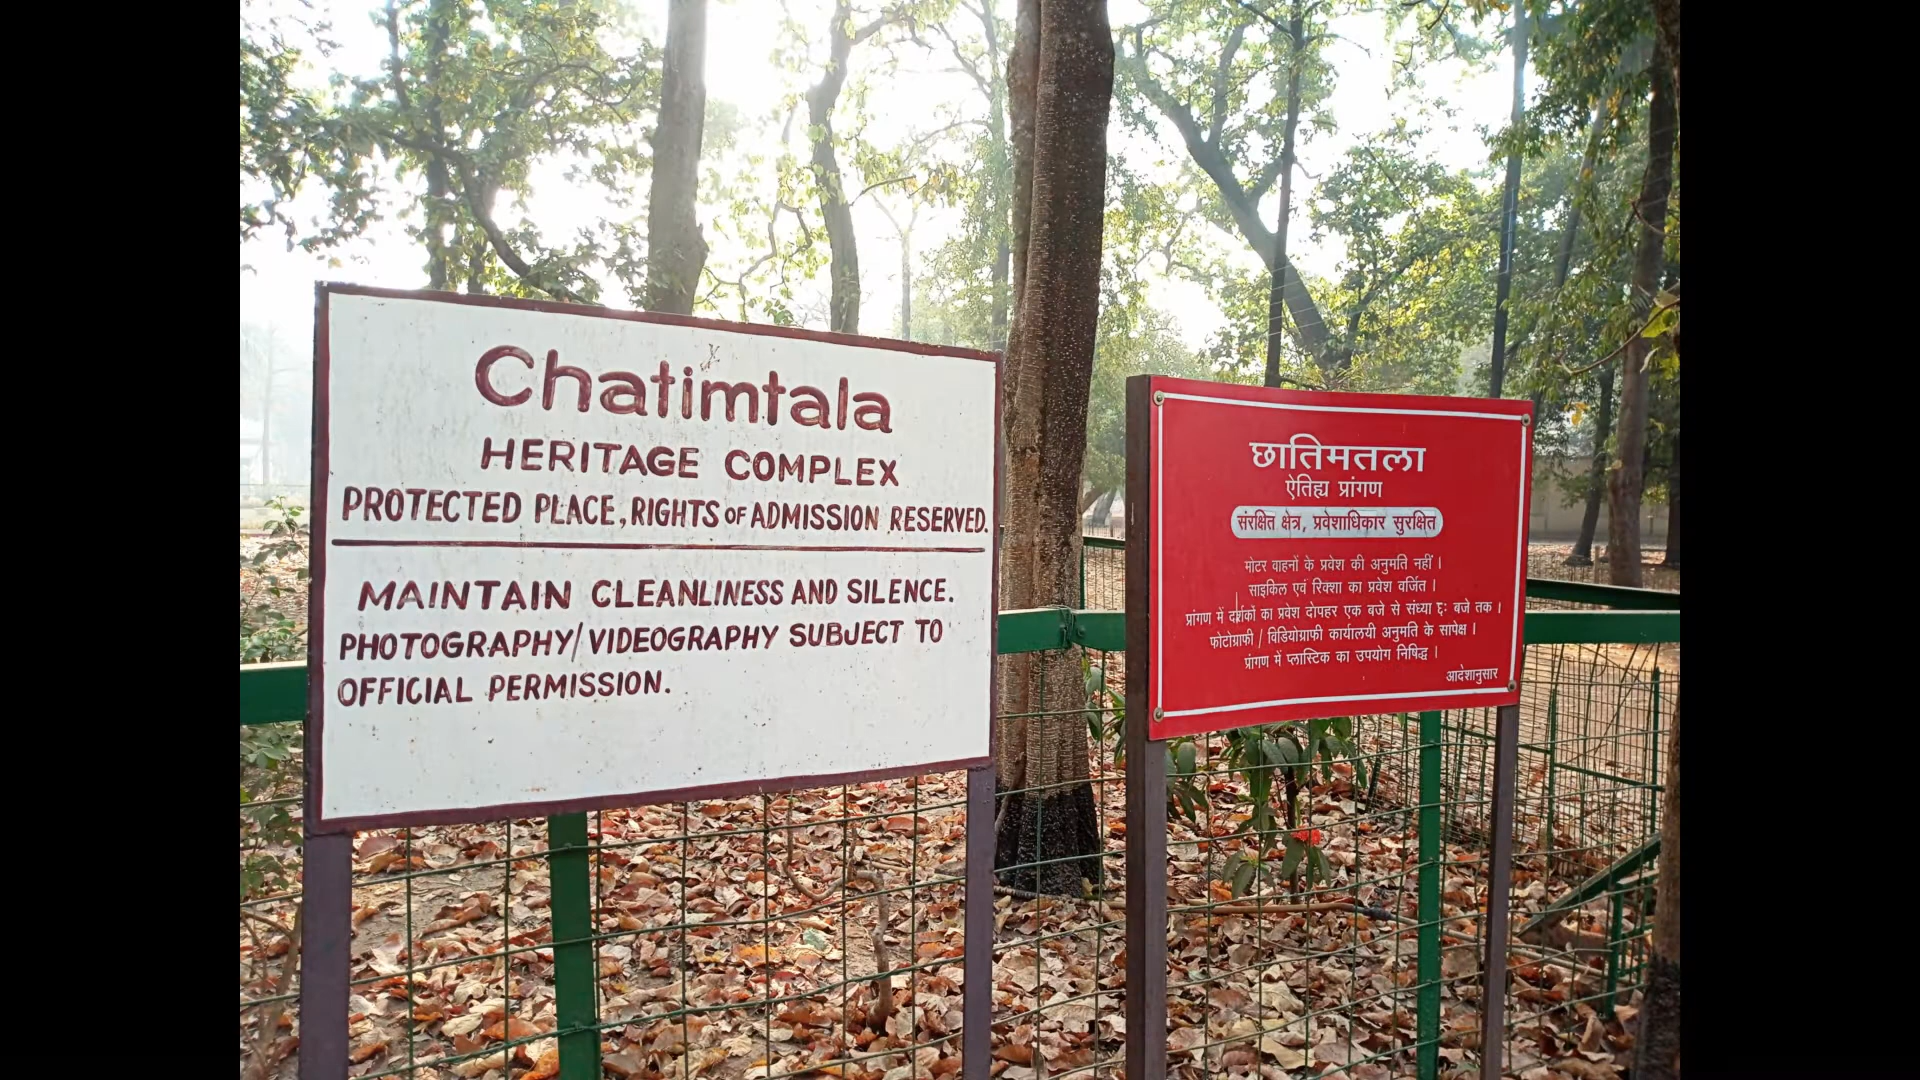 Chatimtala
HERITAGE COMPLEX
PROTECTED PLACE, RIGHTS OF ADMISSION RESERVED.
MAINTAIN CLEANLINESS AND SILENCE.
PHOTOGRAPHY/VIDEOGRAPHY SUBJECT TO
OFFICIAL PERMISSION.
छातिमतला
ऐतिह्य प्रांगण
संरक्षित क्षेत्र, प्रवेशाधिकार सुरक्षित
मोटर वाहनों के प्रवेश की अनुमति नहीं ।
साइकिल एवं रिक्शा का प्रवेश वर्जित ।
प्रांगण में दर्शकों का प्रवेश दोपहर एक बजे से संध्या ६ः बजे तक ।
फोटोग्राफी / विडियोग्राफी कार्यालयी अनुमति के सापेक्ष ।
प्रांगण में प्लास्टिक का उपयोग निषिद्ध ।
आदेशानुसार